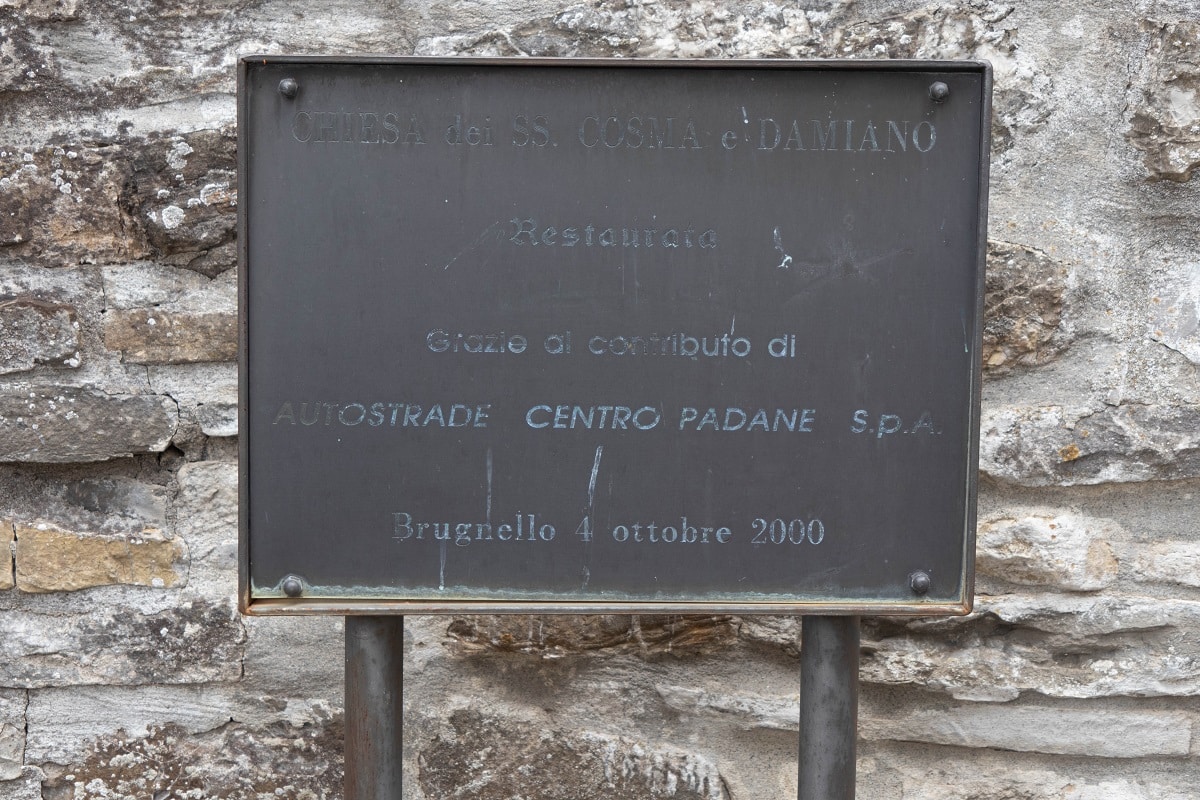 CHIESA dei SS. COSMA e DAMIANO
Restaurata
Grazie al contributo di
AUTOSTRADE CENTRO PADANE S.p.A.
Brugnello 4 ottobre 2000